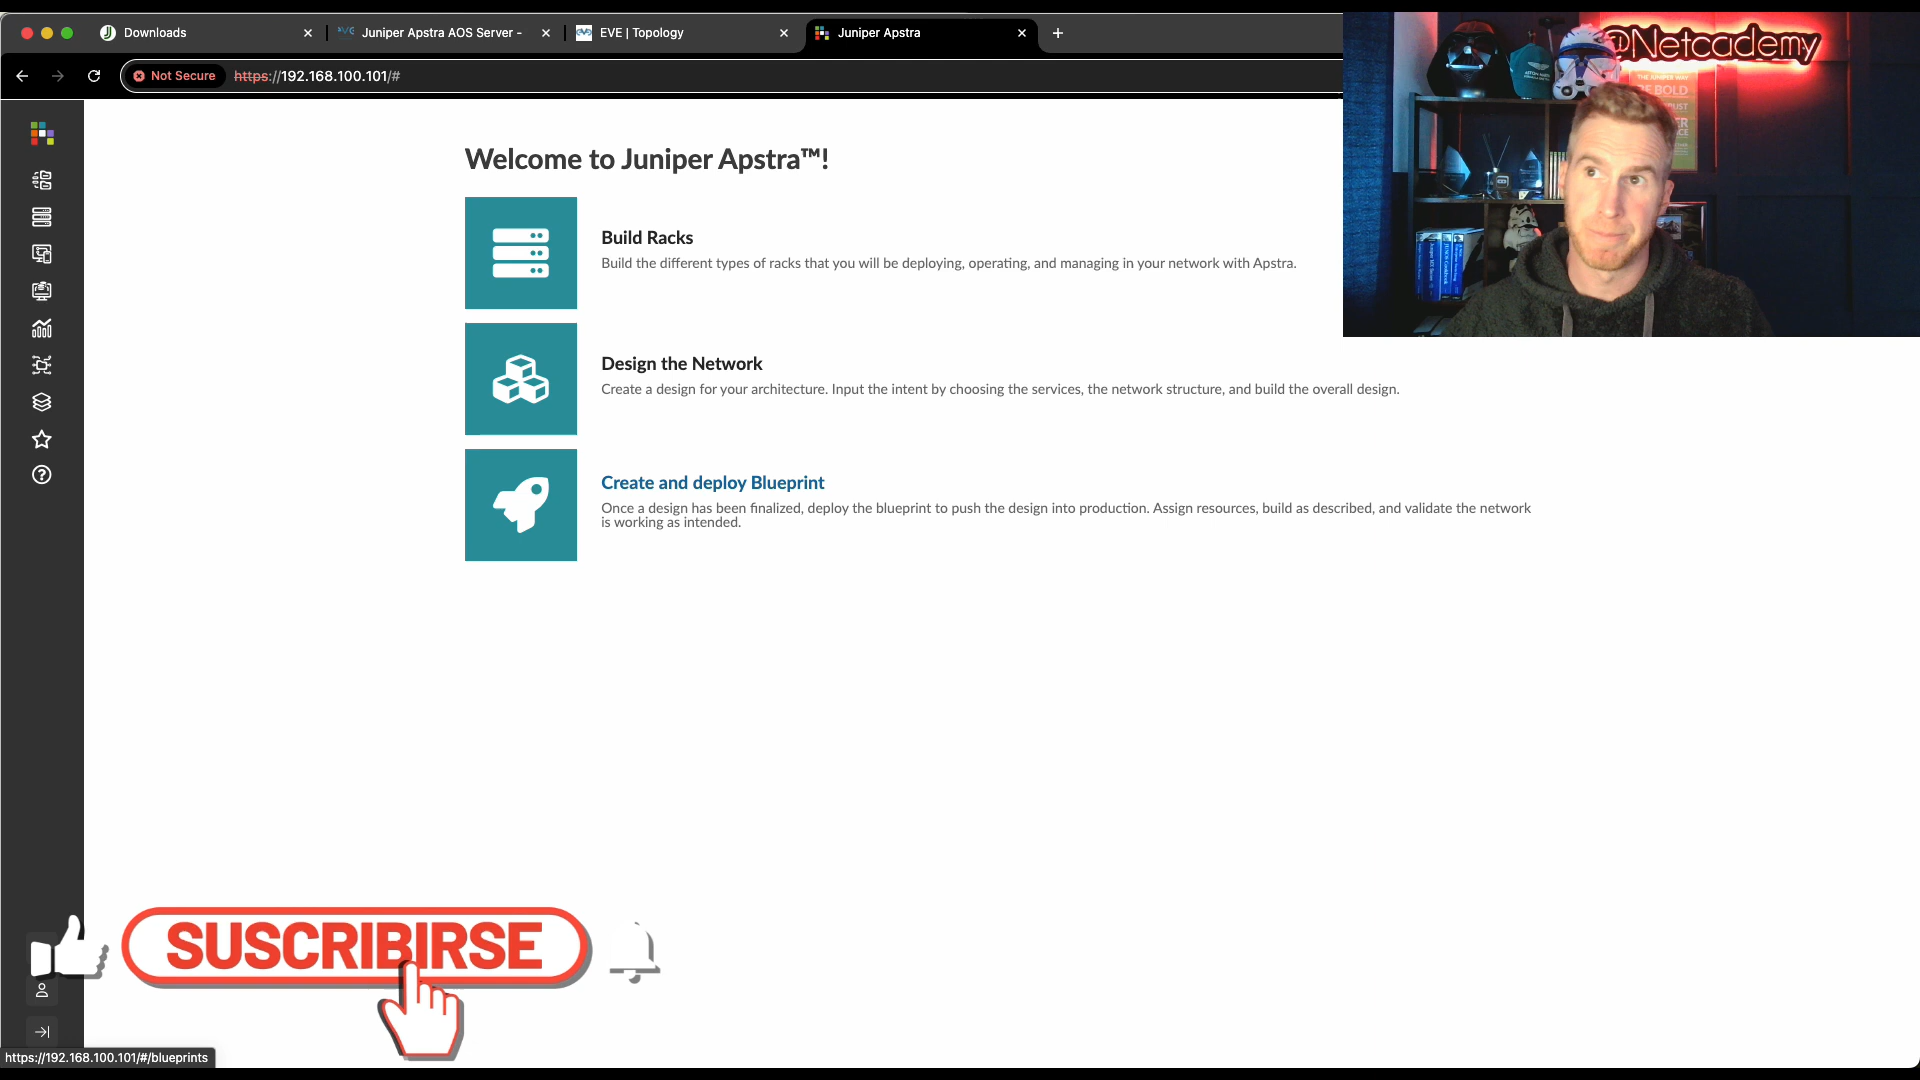 Downloads
Juniper Apstra AOS Server -
EVE | Topology
Juniper Apstra
Not Secure
https://192.168.100.101/#
@Netcademy
Welcome to Juniper Apstra™!
Build Racks
Build the different types of racks that you will be deploying, operating, and managing in your network with Apstra.
Design the Network
Create a design for your architecture. Input the intent by choosing the services, the network structure, and build the overall design.
Create and deploy Blueprint
Once a design has been finalized, deploy the blueprint to push the design into production. Assign resources, build as described, and validate the network
is working as intended.
SUSCRIBIRSE
https://192.168.100.101/#/blueprints